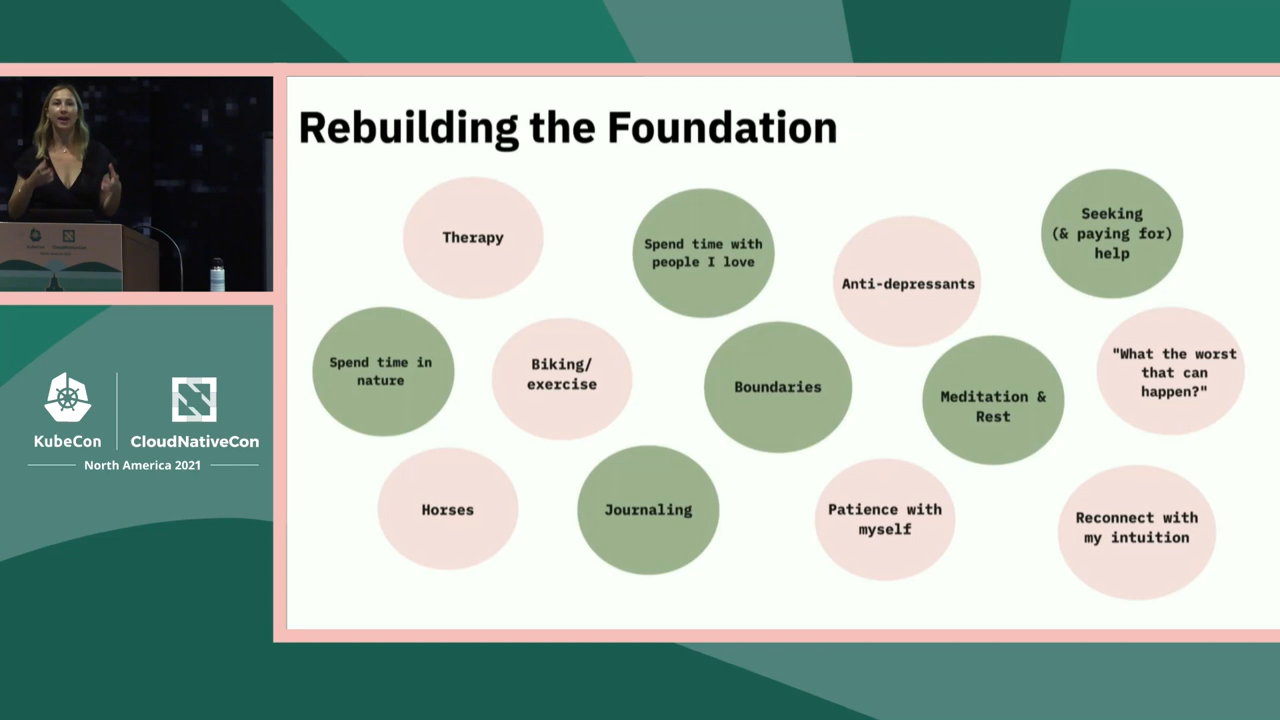 Rebuilding the Foundation
Therapy
Spend time with
people I love
Anti-depressants
Seeking
(& paying for)
help
Spend time in
nature
Biking/
exercise
Boundaries
Meditation &
Rest
"What the worst
that can
happen?"
Horses
Journaling
Patience with
myself
Reconnect with
my intuition
KubeCon
CloudNativeCon
North America 2021